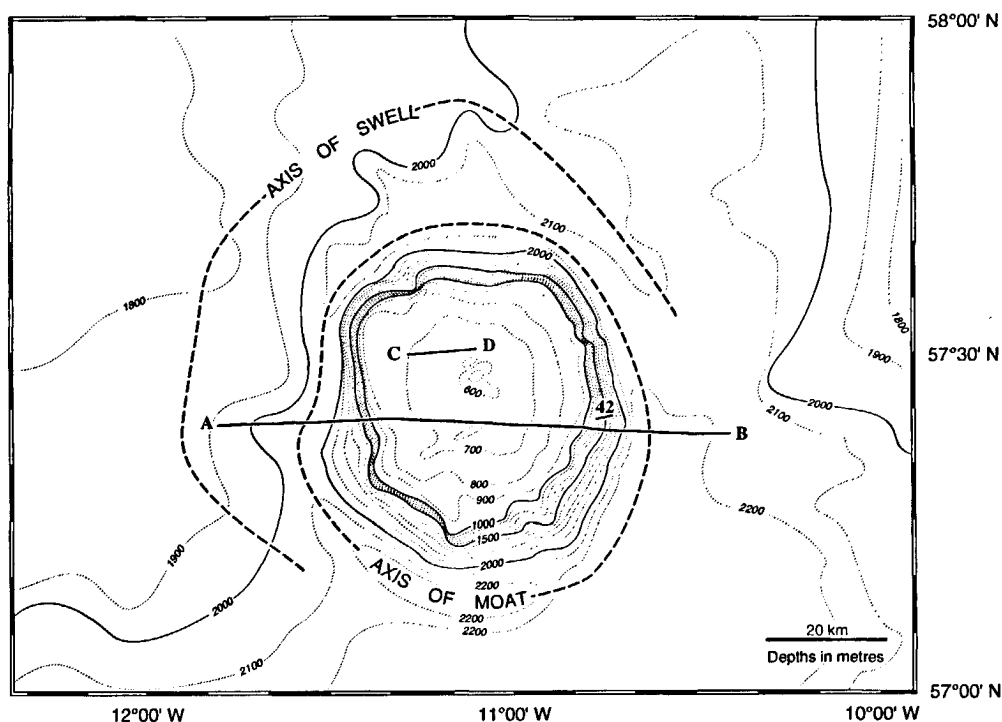 58°00' N
AXIS OF SWELL
2000
2100
2000
1800
1800
57°30' N
1900
C
D
600
2000
42
2100
A
B
700
800
900
2200
1000
1500
1900
2000
AXIS OF MOAT
2200
2000
2200
2200
20 km
2100
Depths in metres
57°00' N
12°00' W
11°00' W
10°00' W